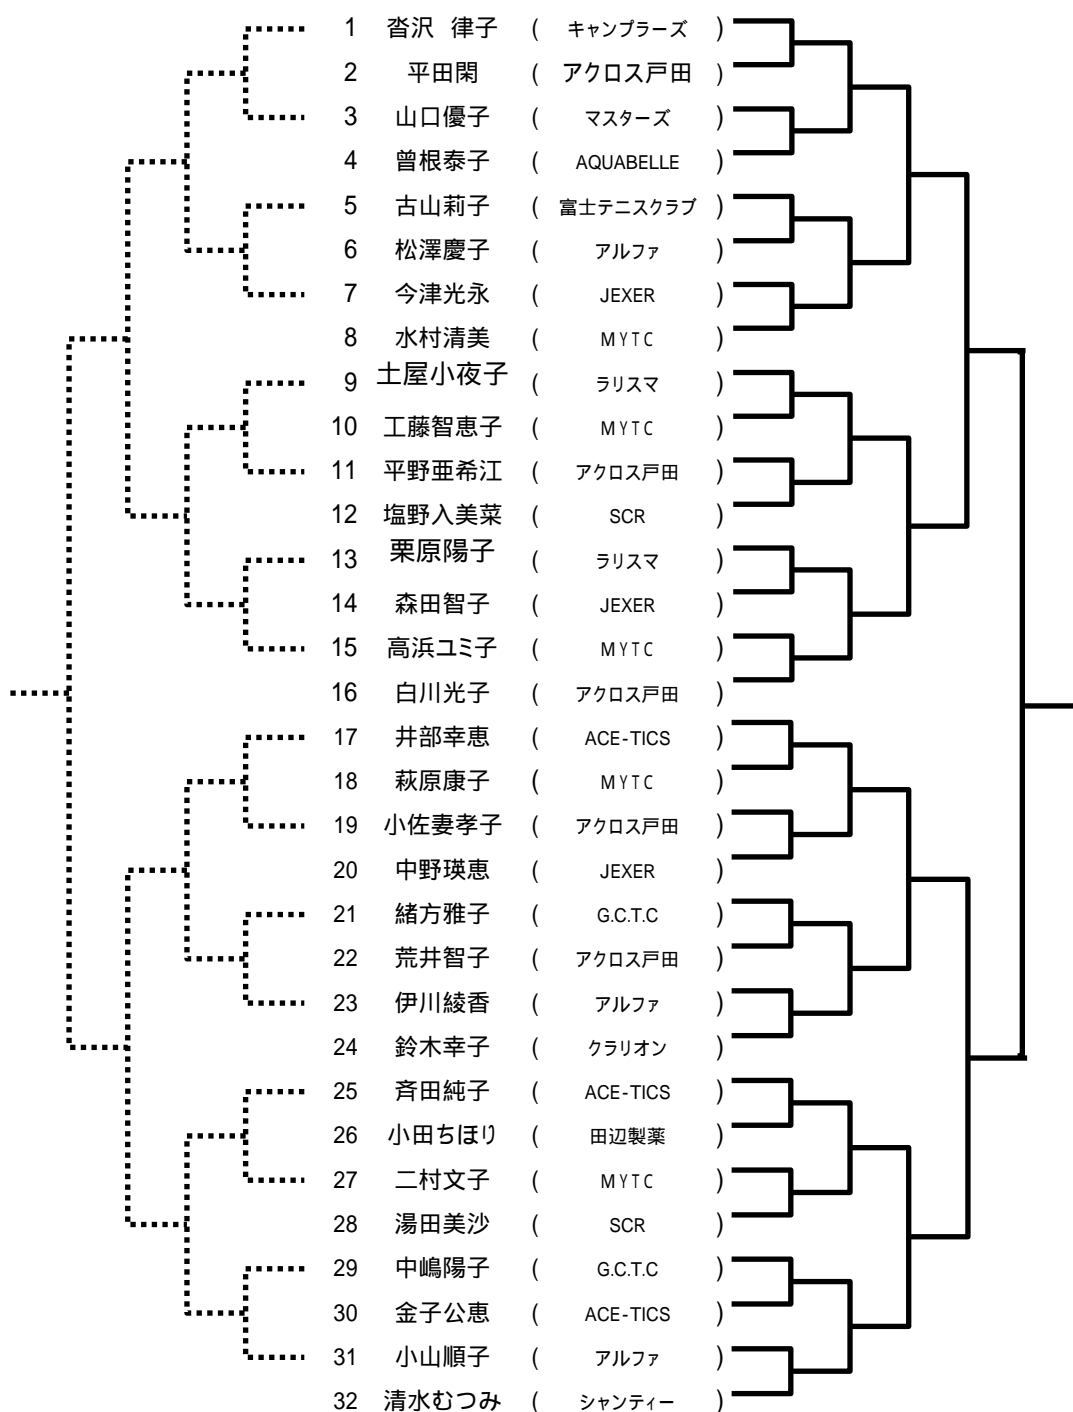 1 沓沢 律子 ( キャンプラーズ )
2 平田閑 ( アクロス戸田 )
3 山口優子 ( マスターズ )
4 曽根泰子 ( AQUABELLE )
5 古山莉子 ( 富士テニスクラブ )
6 松澤慶子 ( アルファ )
7 今津光永 ( JEXER )
8 水村清美 ( MYTC )
9 土屋小夜子 ( ラリスマ )
10 工藤智恵子 ( MYTC )
11 平野亜希江 ( アクロス戸田 )
12 塩野入美菜 ( SCR )
13 栗原陽子 ( ラリスマ )
14 森田智子 ( JEXER )
15 高浜ユミ子 ( MYTC )
16 白川光子 ( アクロス戸田 )
17 井部幸恵 ( ACE-TICS )
18 萩原康子 ( MYTC )
19 小佐妻孝子 ( アクロス戸田 )
20 中野瑛恵 ( JEXER )
21 緒方雅子 ( G.C.T.C )
22 荒井智子 ( アクロス戸田 )
23 伊川綾香 ( アルファ )
24 鈴木幸子 ( クラリオン )
25 斉田純子 ( ACE-TICS )
26 小田ちほり ( 田辺製薬 )
27 二村文子 ( MYTC )
28 湯田美沙 ( SCR )
29 中嶋陽子 ( G.C.T.C )
30 金子公恵 ( ACE-TICS )
31 小山順子 ( アルファ )
32 清水むつみ ( シャンティー )